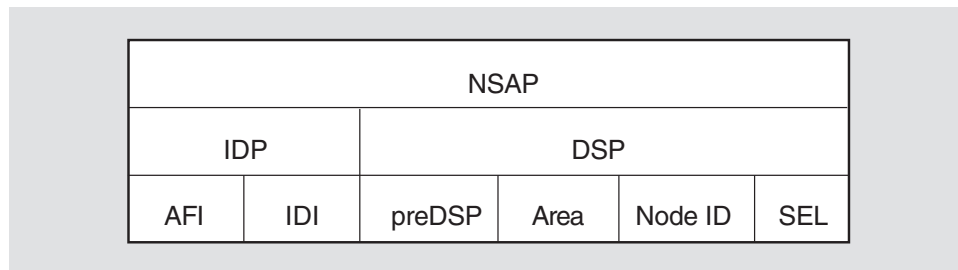 NSAP
IDP DSP
AFI IDI preDSP Area Node ID SEL